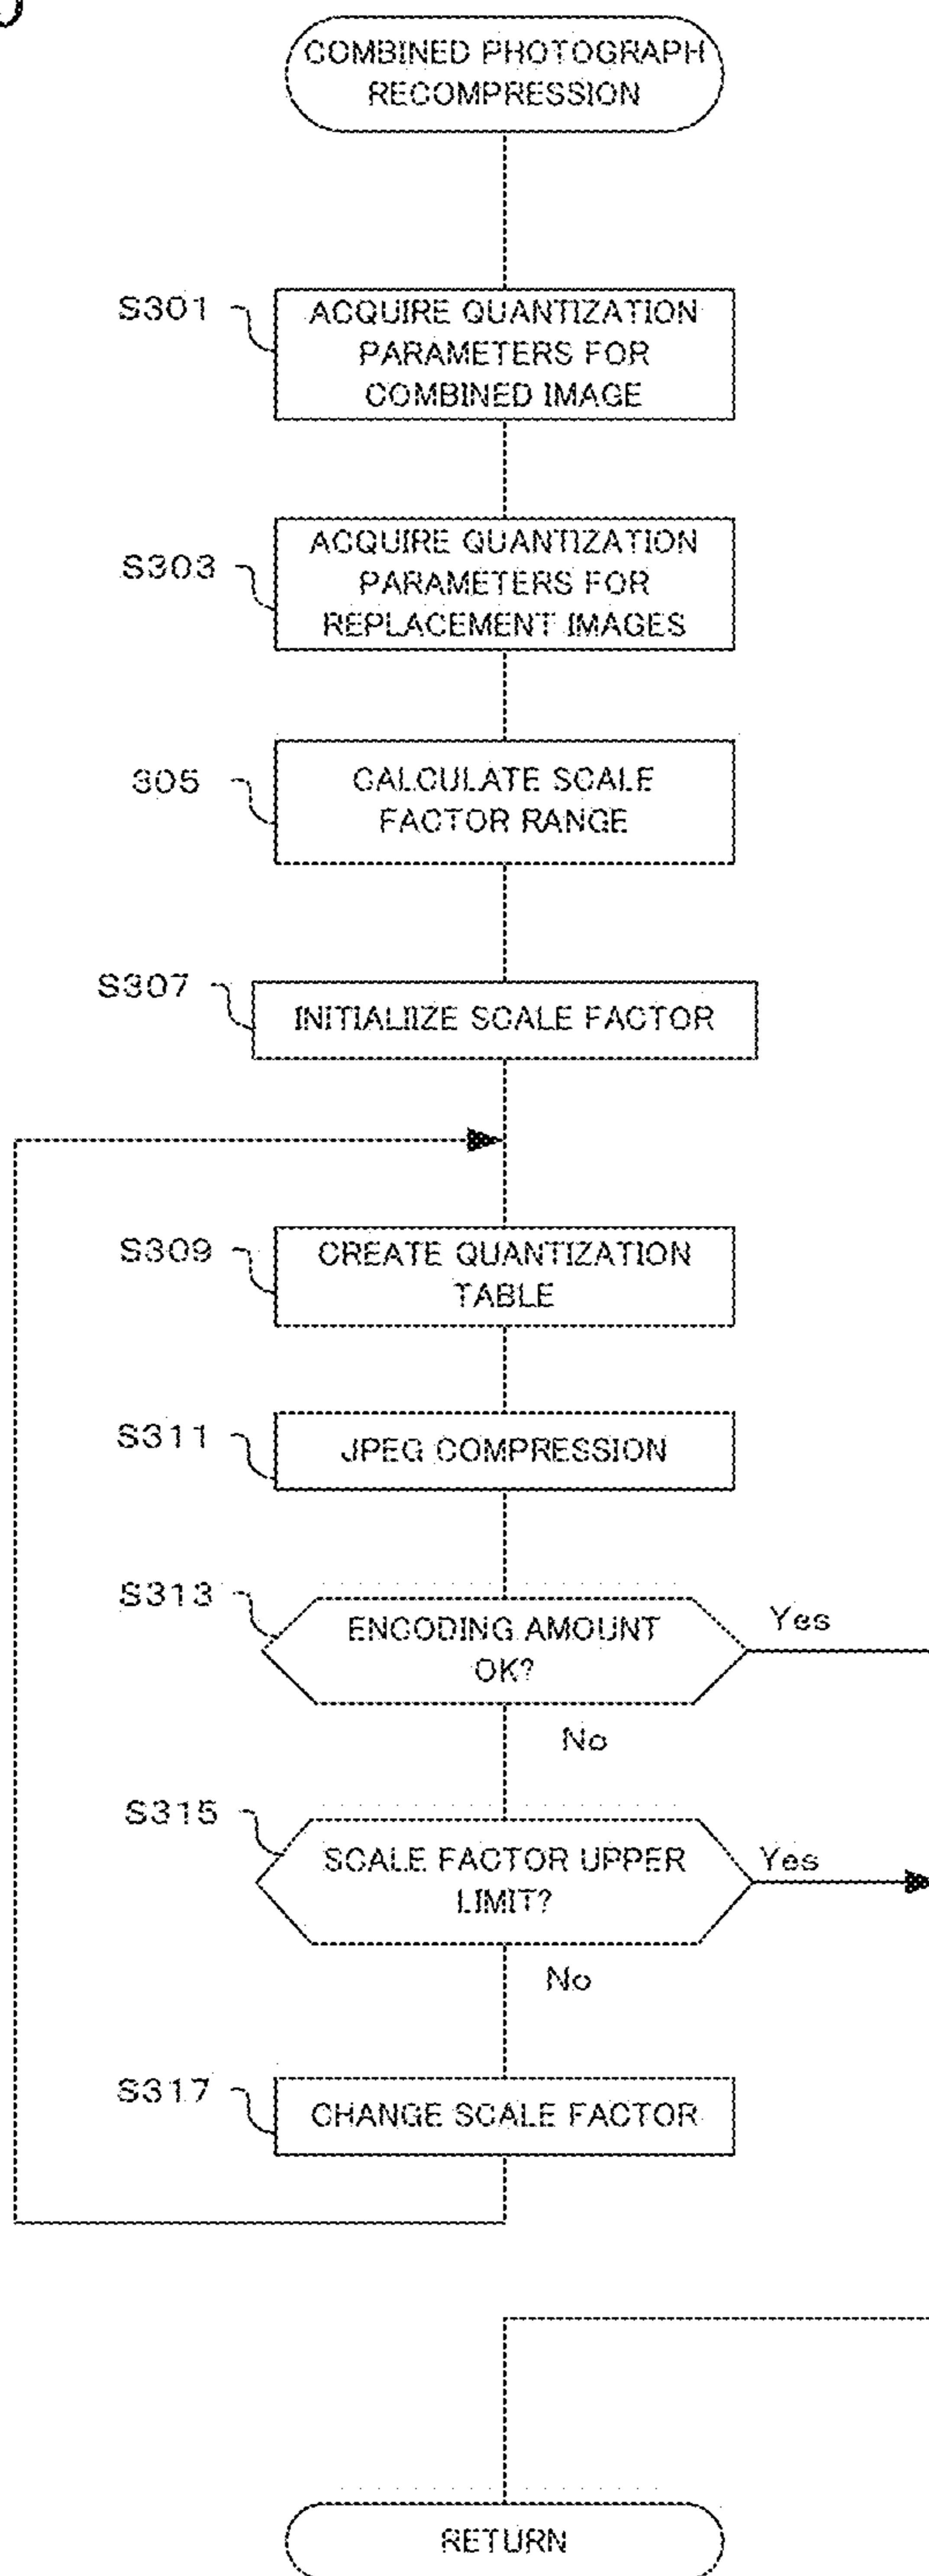 COMBINED PHOTOGRAPH
RECOMPRESSION
S301
ACQUIRE QUANTIZATION
PARAMETERS FOR
COMBINED IMAGE
S303
ACQUIRE QUANTIZATION
PARAMETERS FOR
REPLACEMENT IMAGES
305
CALCULATE SCALE
FACTOR RANGE
S307
INITIALIIZE SCALE FACTOR
S309
CREATE QUANTIZATION
TABLE
S311
JPEG COMPRESSION
S313
ENCODING AMOUNT
OK?
Yes
No
S315
SCALE FACTOR UPPER
LIMIT?
Yes
No
S317
CHANGE SCALE FACTOR
RETURN